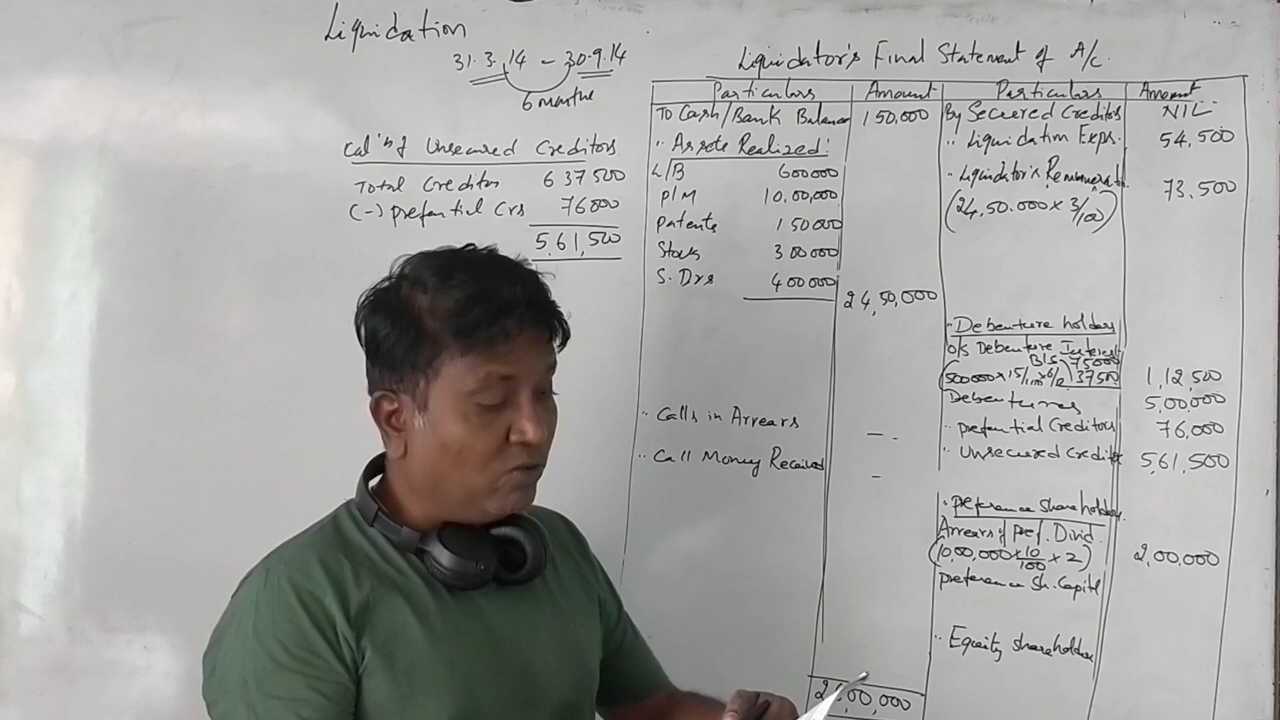 Liquidation
31.3.14 - 30.9.14
6 months
Cal'n of Unsecured Creditors
Total Creditors 637500
(-) prefential Crs 76000
5,61,500
Liquidator's Final Statement of A/c.
Particulars Amount Particulars Amount
To Cash/Bank Balance 150,000 By Secured Creditors NIL
" Assets Realized: " Liquidation Exps. 54,500
L/B 600000 " Liquidator's Remunerati 73,500
P/M 10,00,000 (24,50,000 x 3/100)
Patents 150000
Stocks 300000
S. Drs 400000
24,50,000
" Debenture holders
o/s Debenture Interest
B/S 75000
(500000 x 15/100 x 6/12) 37500 1,12,500
Debentures 5,00,000
" Calls in Arrears - " prefential Creditors 76,000
" Call Money Received - " Unsecured Creditors 5,61,500
" preference shareholders.
Arrears of pref. Divid.
(10,00,000 x 10/100 x 2) 2,00,000
preference Sh. Capital
" Equity shareholders
00,000